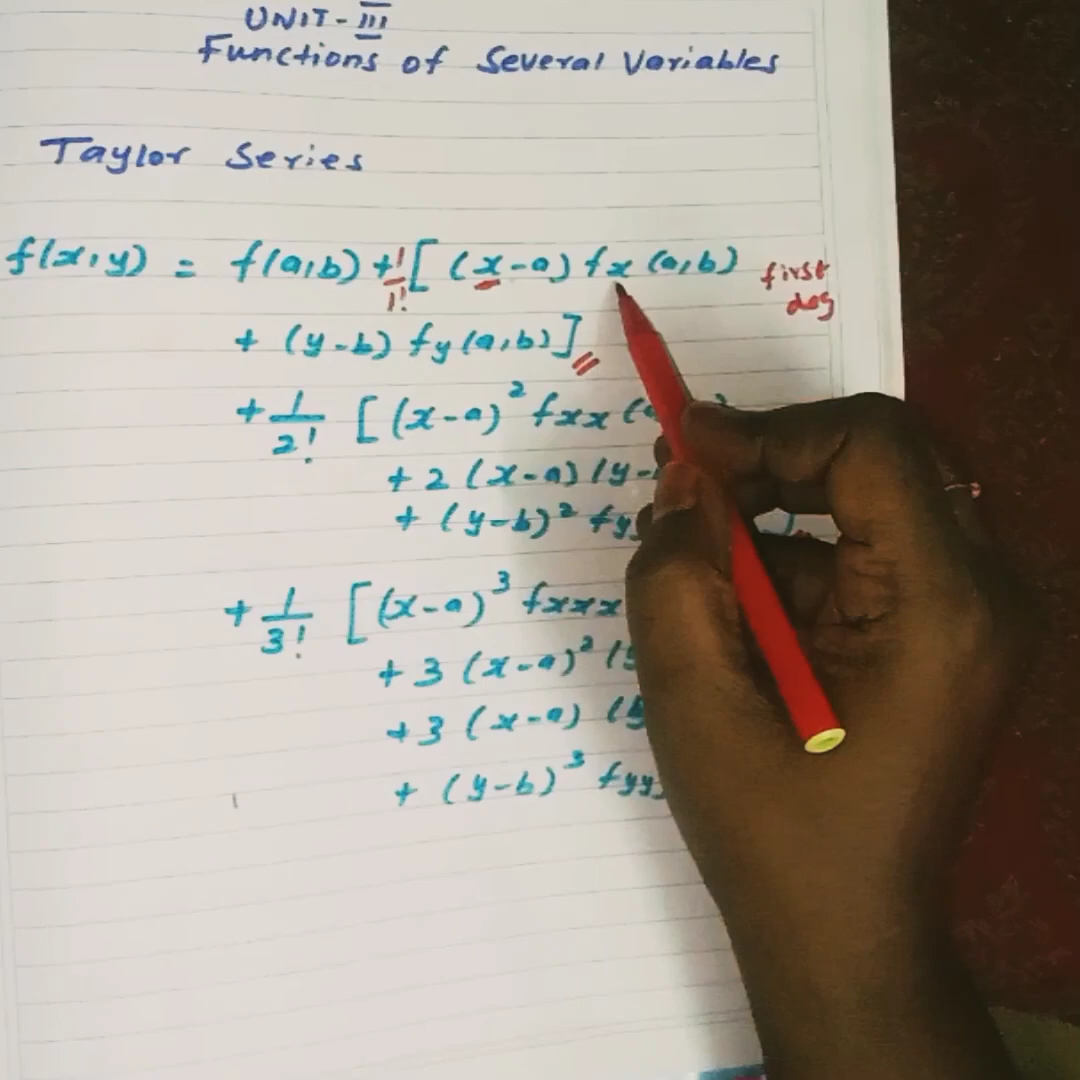 UNIT-III
Functions of Several Variables
Taylor Series
f(x,y) = f(a,b) + 1/1! [ (x-a) fx (a,b) first deg
+ (y-b) fy (a,b) ]
+ 1/2! [ (x-a)² fxx (
+ 2 (x-a) (y-
+ (y-b)² fy
+ 1/3! [ (x-a)³ fxxx
+ 3 (x-a)² (
+ 3 (x-a) (
+ (y-b)³ fyy